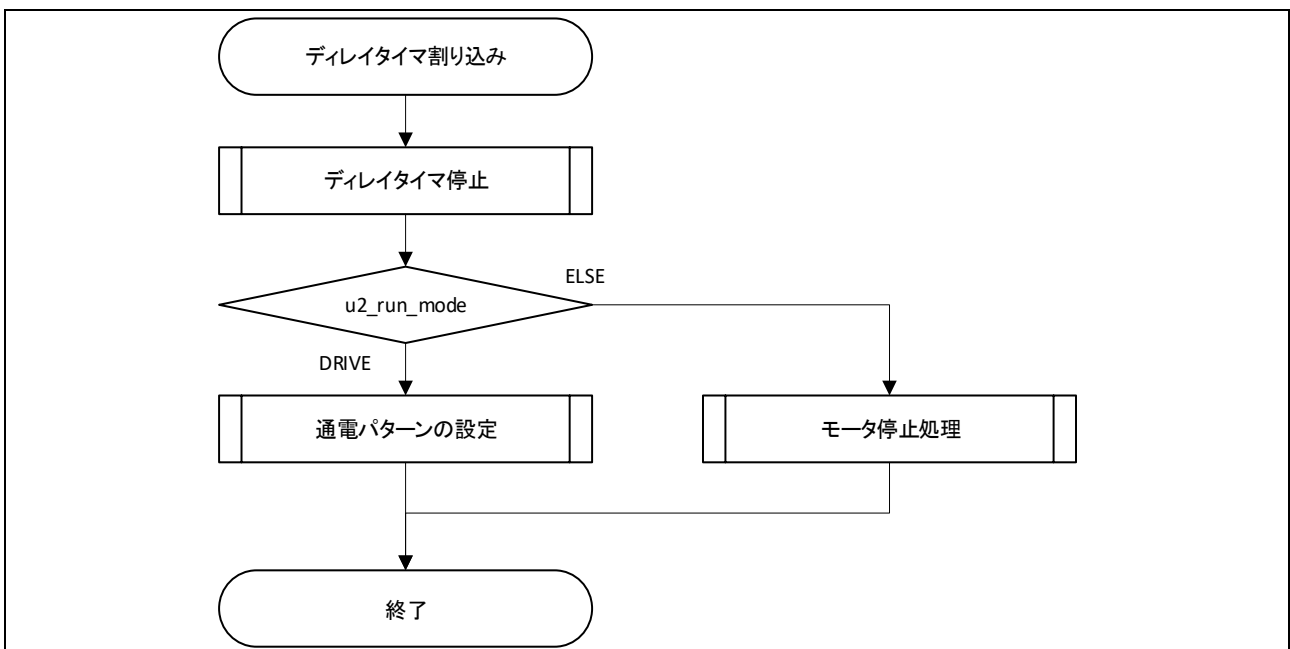 ディレイタイマ割り込み
ディレイタイマ停止
ELSE
u2_run_mode
DRIVE
通電パターンの設定
モータ停止処理
終了